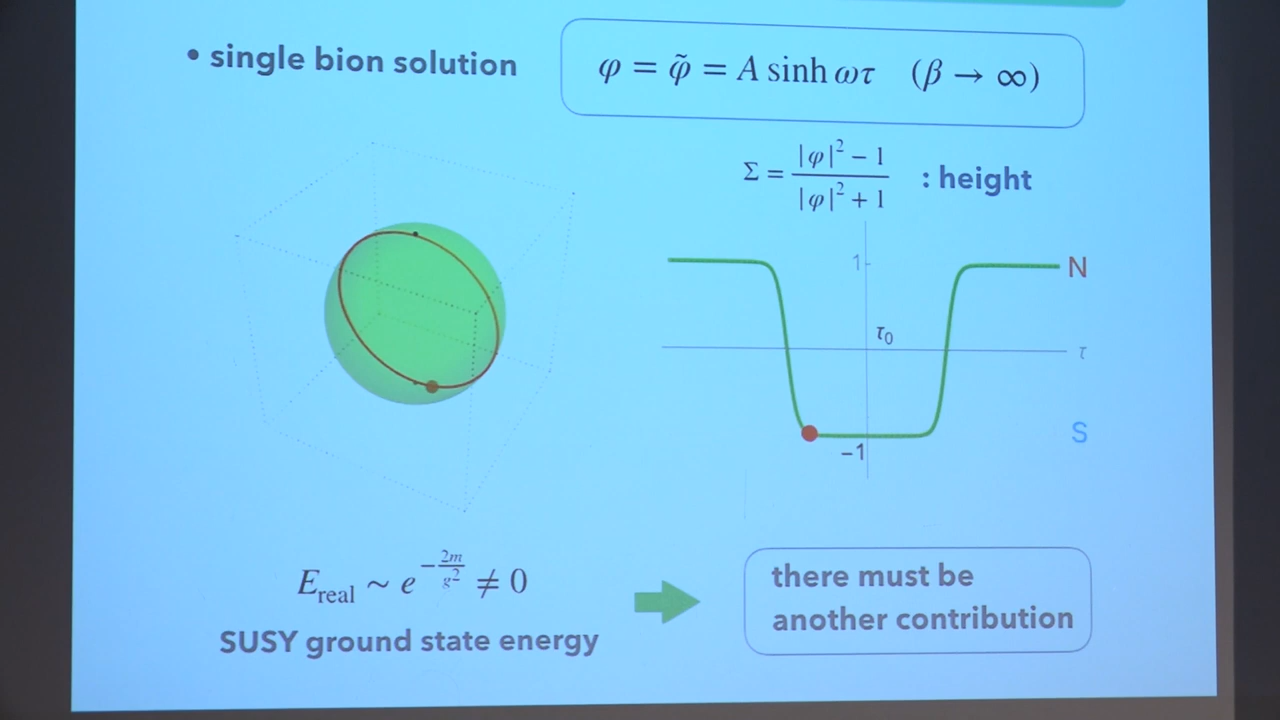 • single bion solution
φ = φ̃ = A sinh ωτ (β → ∞)
Σ = (|φ|² − 1) / (|φ|² + 1) : height
1
N
τ₀
τ
S
−1
E_real ~ e^(−2m/g²) ≠ 0
SUSY ground state energy
there must be
another contribution